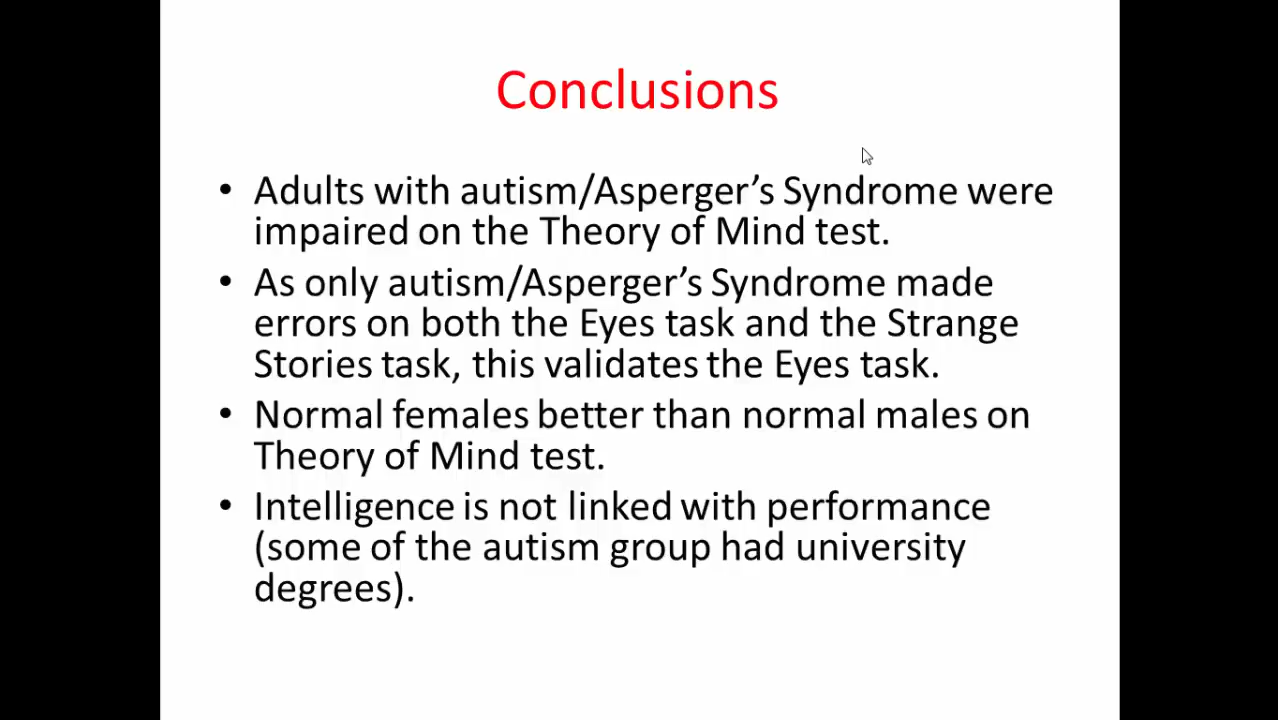 Conclusions
• Adults with autism/Asperger’s Syndrome were
impaired on the Theory of Mind test.
• As only autism/Asperger’s Syndrome made
errors on both the Eyes task and the Strange
Stories task, this validates the Eyes task.
• Normal females better than normal males on
Theory of Mind test.
• Intelligence is not linked with performance
(some of the autism group had university
degrees).